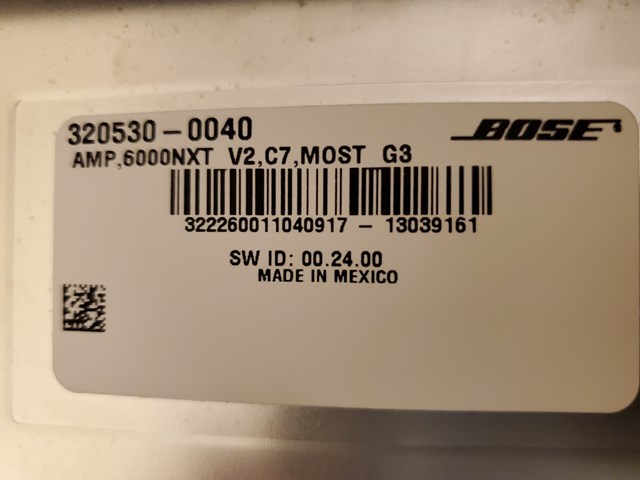 320530-0040
BOSE
AMP,6000NXT V2,C7,MOST G3
322260011040917 - 13039161
SW ID: 00.24.00
MADE IN MEXICO